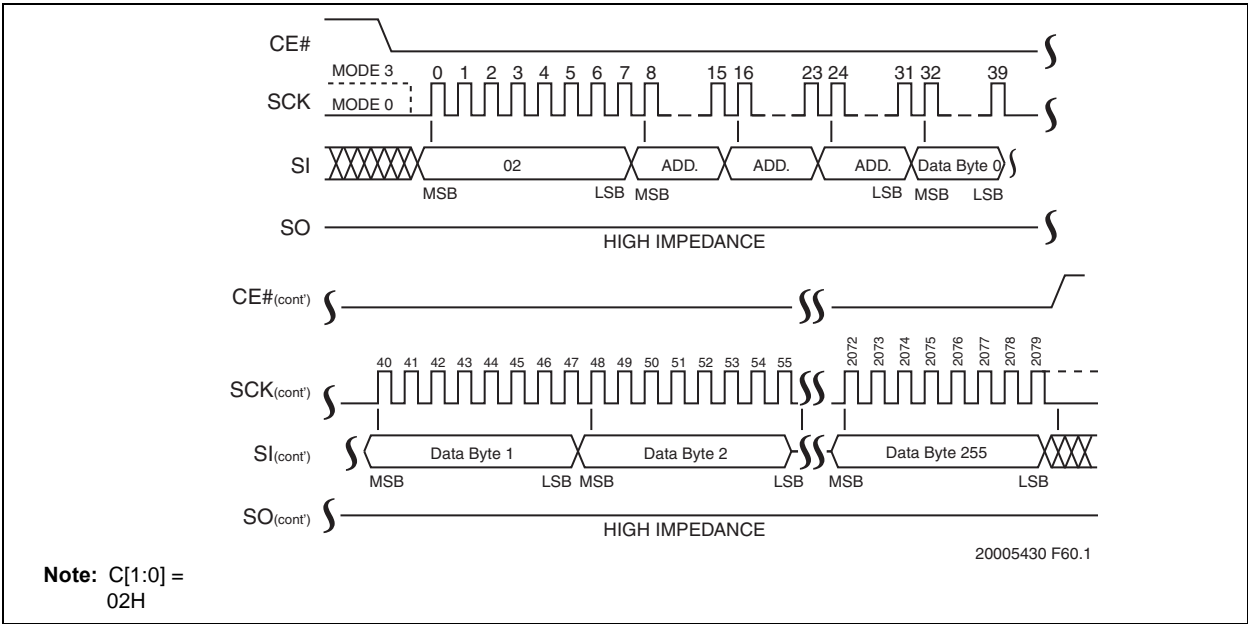 CE#
MODE 3 0 1 2 3 4 5 6 7 8 15 16 23 24 31 32 39
SCK MODE 0
SI 02 ADD. ADD. ADD. Data Byte 0
MSB LSB MSB LSB MSB LSB
SO
HIGH IMPEDANCE
CE#(cont')
40 41 42 43 44 45 46 47 48 49 50 51 52 53 54 55 2072 2073 2074 2075 2076 2077 2078 2079
SCK(cont')
SI(cont') Data Byte 1 Data Byte 2 Data Byte 255
MSB LSB MSB LSB MSB LSB
SO(cont')
HIGH IMPEDANCE
20005430 F60.1
Note: C[1:0] =
02H